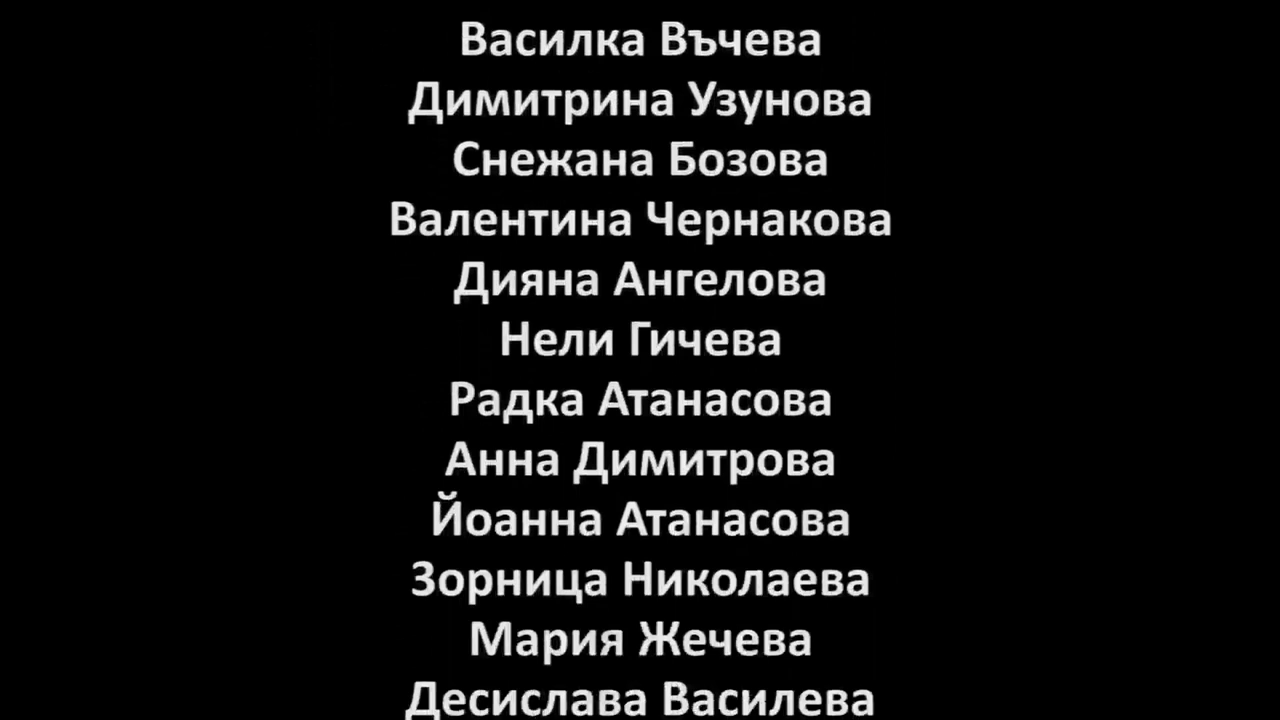 Василка Въчева
Димитрина Узунова
Снежана Бозова
Валентина Чернакова
Дияна Ангелова
Нели Гичева
Радка Атанасова
Анна Димитрова
Йоанна Атанасова
Зорница Николаева
Мария Жечева
Десислава Василева